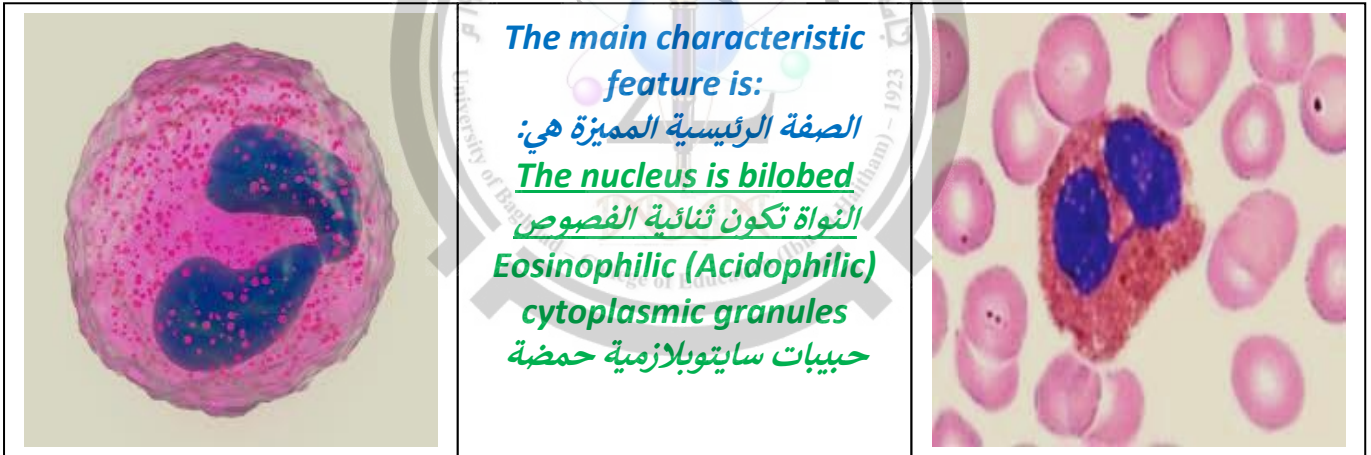 The main characteristic
feature is:
الصفة الرئيسية المميزة هي:
The nucleus is bilobed
النواة تكون ثنائية الفصوص
Eosinophilic (Acidophilic)
cytoplasmic granules
حبيبات سايتوبلازمية حمضة